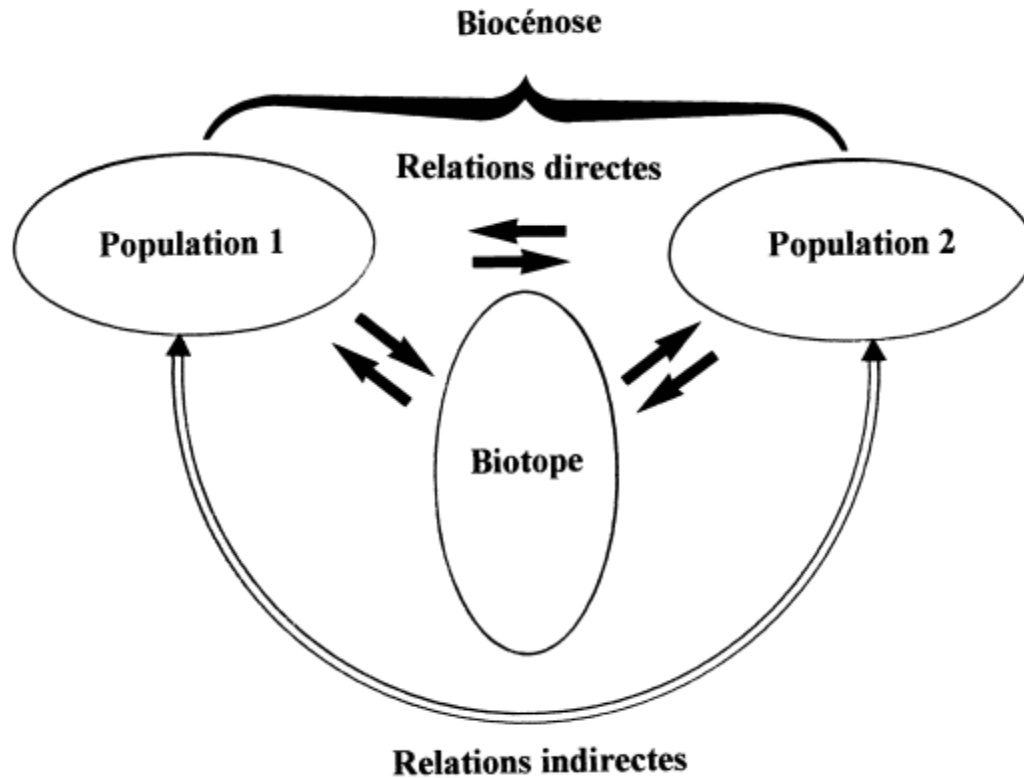 Biocénose
Relations directes
Population 1
Population 2
Biotope
Relations indirectes